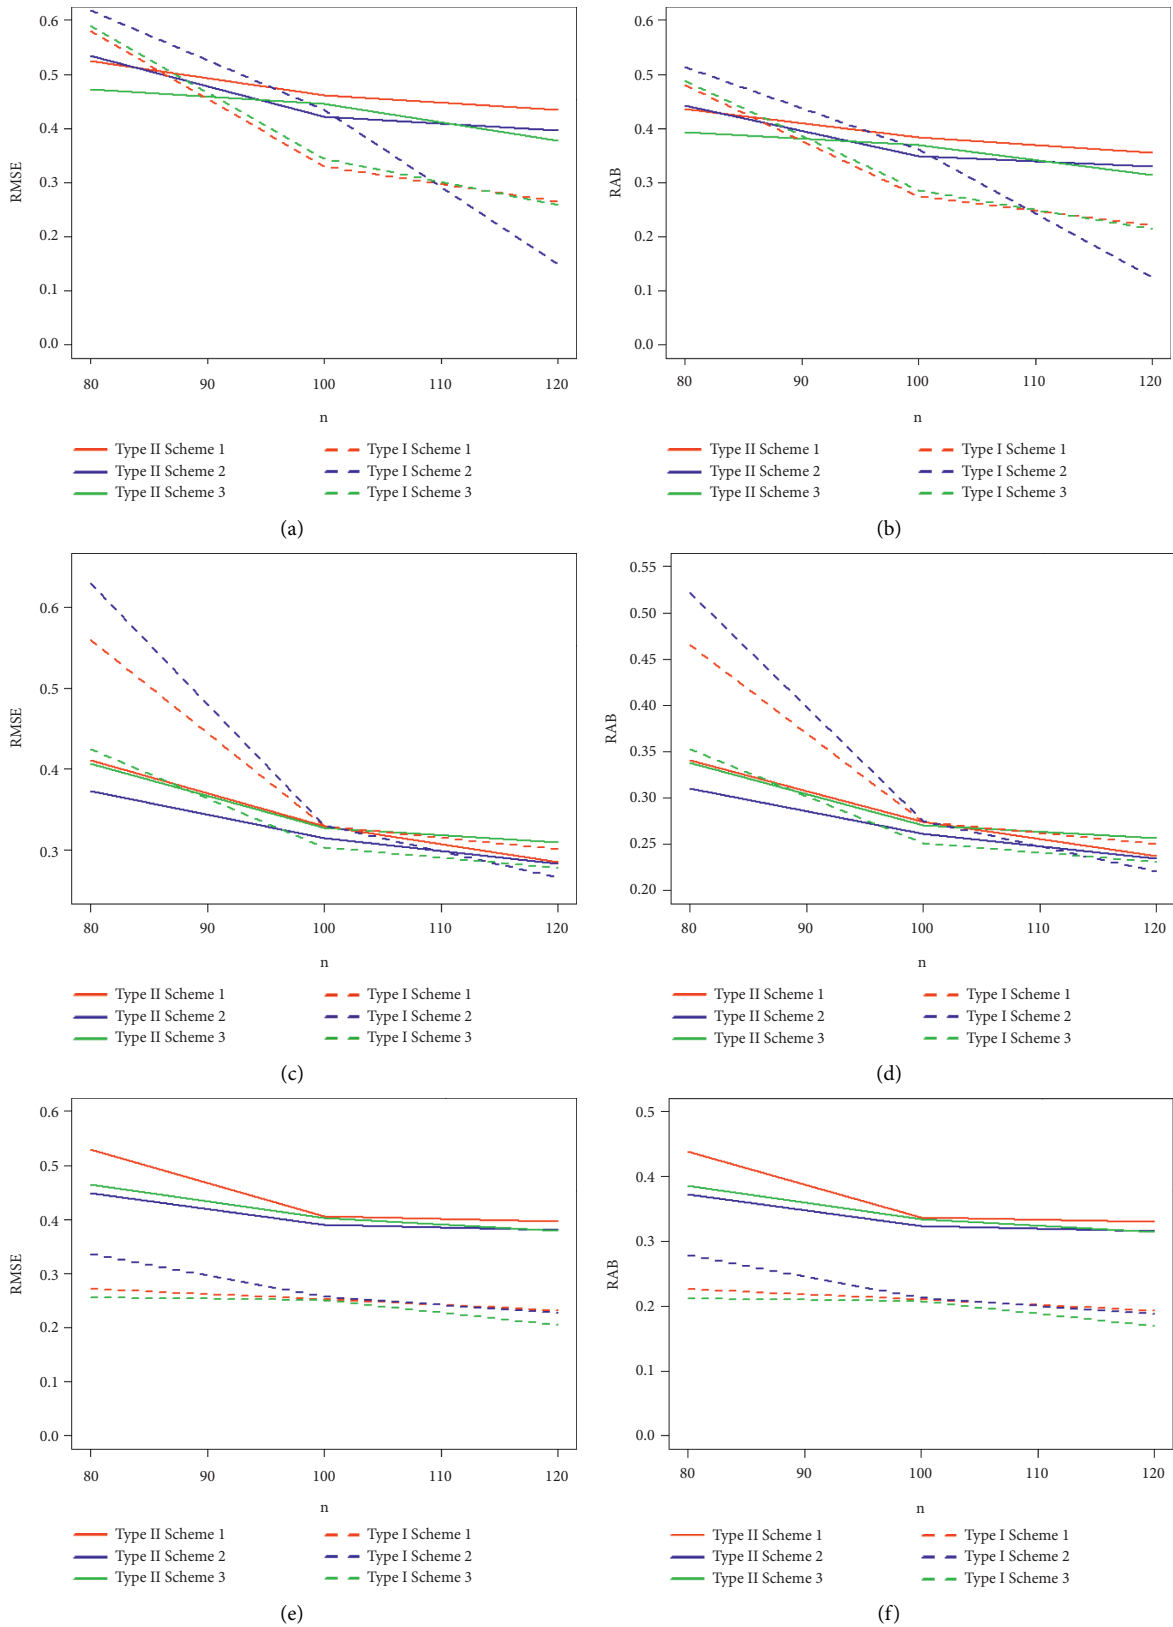 RMSE
0.6
0.5
0.4
0.3
0.2
0.1
0.0
80 90 100 110 120
n
Type II Scheme 1 Type I Scheme 1
Type II Scheme 2 Type I Scheme 2
Type II Scheme 3 Type I Scheme 3
(a)
RAB
0.6
0.5
0.4
0.3
0.2
0.1
0.0
80 90 100 110 120
n
Type II Scheme 1 Type I Scheme 1
Type II Scheme 2 Type I Scheme 2
Type II Scheme 3 Type I Scheme 3
(b)
RMSE
0.6
0.5
0.4
0.3
80 90 100 110 120
n
Type II Scheme 1 Type I Scheme 1
Type II Scheme 2 Type I Scheme 2
Type II Scheme 3 Type I Scheme 3
(c)
RAB
0.55
0.50
0.45
0.40
0.35
0.30
0.25
0.20
80 90 100 110 120
n
Type II Scheme 1 Type I Scheme 1
Type II Scheme 2 Type I Scheme 2
Type II Scheme 3 Type I Scheme 3
(d)
RMSE
0.6
0.5
0.4
0.3
0.2
0.1
0.0
80 90 100 110 120
n
Type II Scheme 1 Type I Scheme 1
Type II Scheme 2 Type I Scheme 2
Type II Scheme 3 Type I Scheme 3
(e)
RAB
0.5
0.4
0.3
0.2
0.1
0.0
80 90 100 110 120
n
Type II Scheme 1 Type I Scheme 1
Type II Scheme 2 Type I Scheme 2
Type II Scheme 3 Type I Scheme 3
(f)